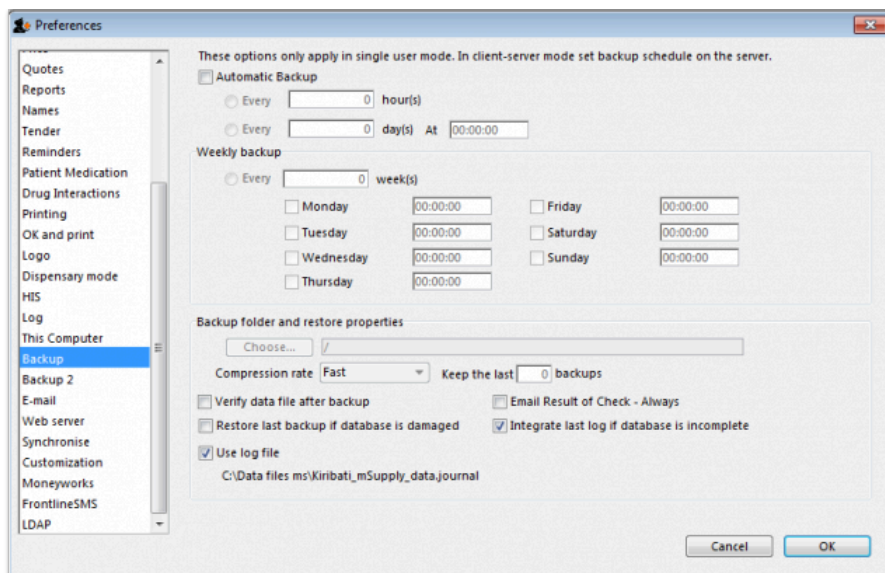 Preferences
These options only apply in single user mode. In client-server mode set backup schedule on the server.
Quotes
Reports
Names
Tender
Reminders
Patient Medication
Drug Interactions
Printing
OK and print
Logo
Dispensary mode
HIS
Log
This Computer
Backup
Backup 2
E-mail
Web server
Synchronise
Customization
Moneyworks
FrontlineSMS
LDAP
Automatic Backup
Every 0 hour(s)
Every 0 day(s) At 00:00:00
Weekly backup
Every 0 week(s)
Monday 00:00:00 Friday 00:00:00
Tuesday 00:00:00 Saturday 00:00:00
Wednesday 00:00:00 Sunday 00:00:00
Thursday 00:00:00
Backup folder and restore properties
Choose... /
Compression rate Fast Keep the last 0 backups
Verify data file after backup Email Result of Check - Always
Restore last backup if database is damaged Integrate last log if database is incomplete
Use log file
C:\Data files ms\Kiribati_mSupply_data.journal
Cancel OK